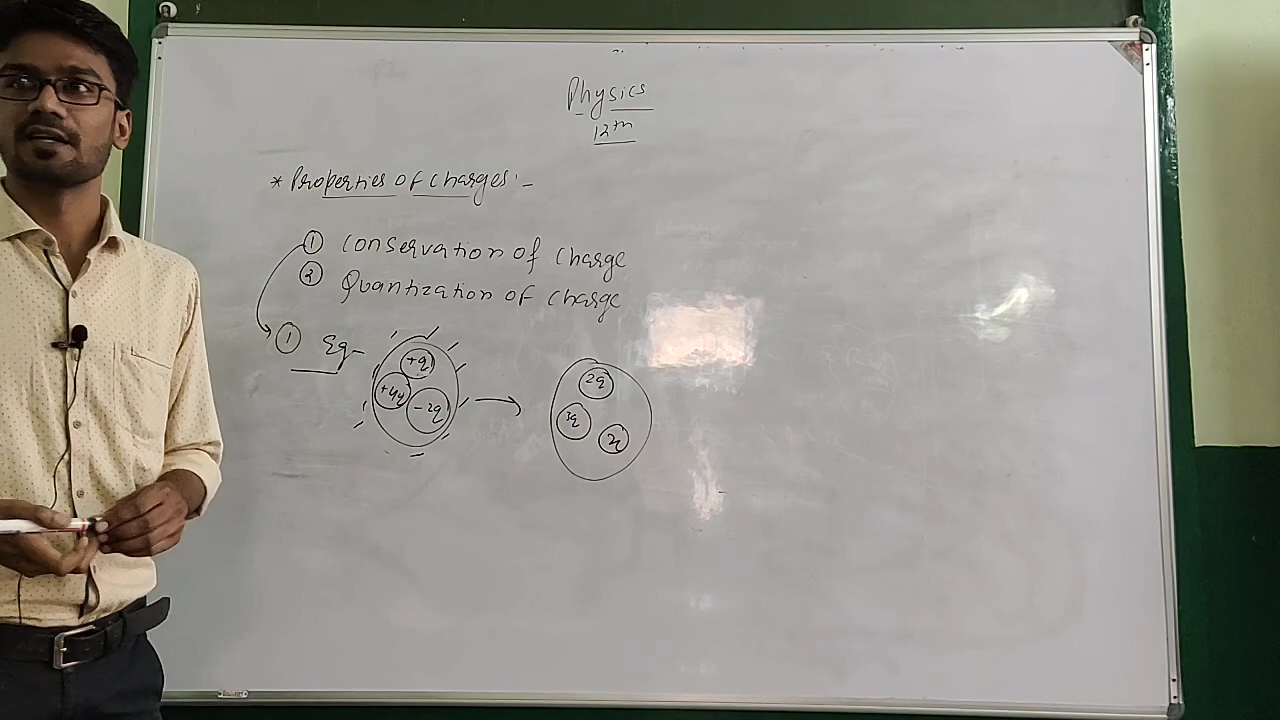 Physics
12th
* Properties of charges:-
① Conservation of charge
② Quantization of charge
① Eg-
+q
+4q
-2q
2q
3q